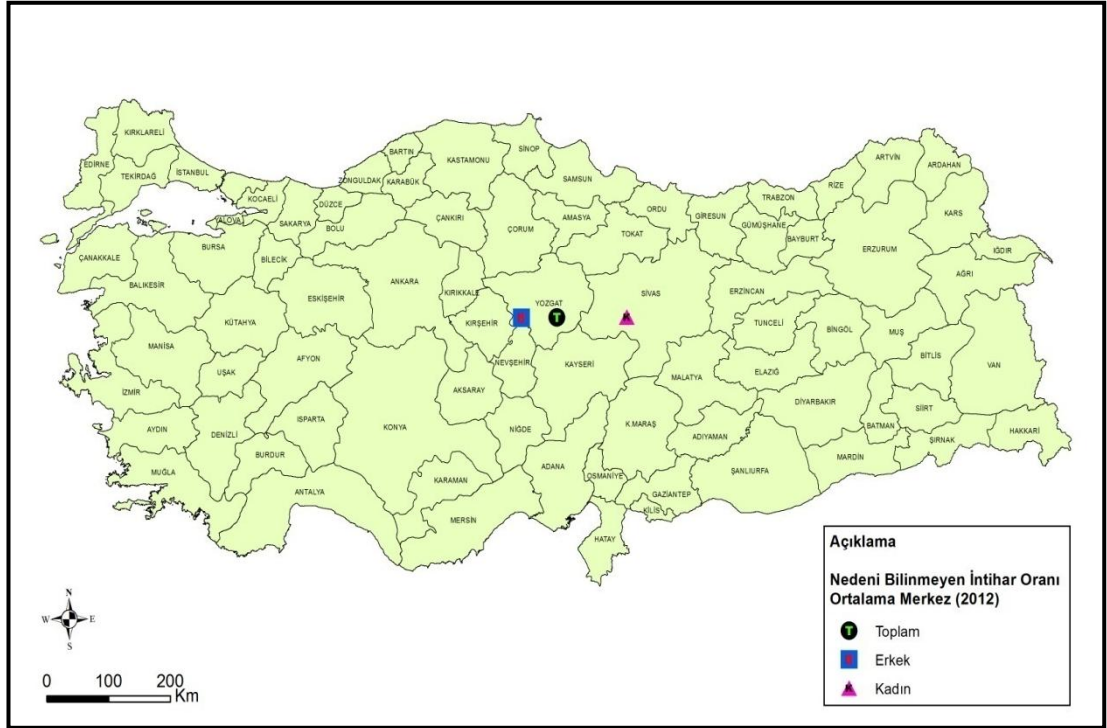 KIRKLARELİ
EDİRNE
TEKİRDAĞ
İSTANBUL
KOCAELİ
YALOVA
SAKARYA
DÜZCE
BOLU
ZONGULDAK
BARTIN
KARABÜK
KASTAMONU
SİNOP
SAMSUN
ÇANKIRI
ÇORUM
AMASYA
TOKAT
ORDU
GİRESUN
TRABZON
GÜMÜŞHANE
BAYBURT
RİZE
ARTVİN
ARDAHAN
KARS
IĞDIR
AĞRI
ERZURUM
ÇANAKKALE
BALIKESİR
BURSA
BİLECİK
ESKİŞEHİR
ANKARA
KIRIKKALE
KIRŞEHİR
YOZGAT
SİVAS
ERZİNCAN
TUNCELİ
BİNGÖL
MUŞ
BİTLİS
VAN
KÜTAHYA
MANİSA
UŞAK
AFYON
NEVŞEHİR
KAYSERİ
MALATYA
ELAZIĞ
DİYARBAKIR
SİİRT
BATMAN
ŞIRNAK
HAKKARİ
İZMİR
AYDIN
DENİZLİ
ISPARTA
BURDUR
KONYA
AKSARAY
NİĞDE
K.MARAŞ
ADIYAMAN
ŞANLIURFA
MARDİN
MUĞLA
ANTALYA
KARAMAN
MERSİN
ADANA
OSMANİYE
GAZİANTEP
KİLİS
HATAY
T
N
W E
S
0 100 200
Km
Açıklama
Nedeni Bilinmeyen İntihar Oranı
Ortalama Merkez (2012)
T Toplam
E Erkek
K Kadın